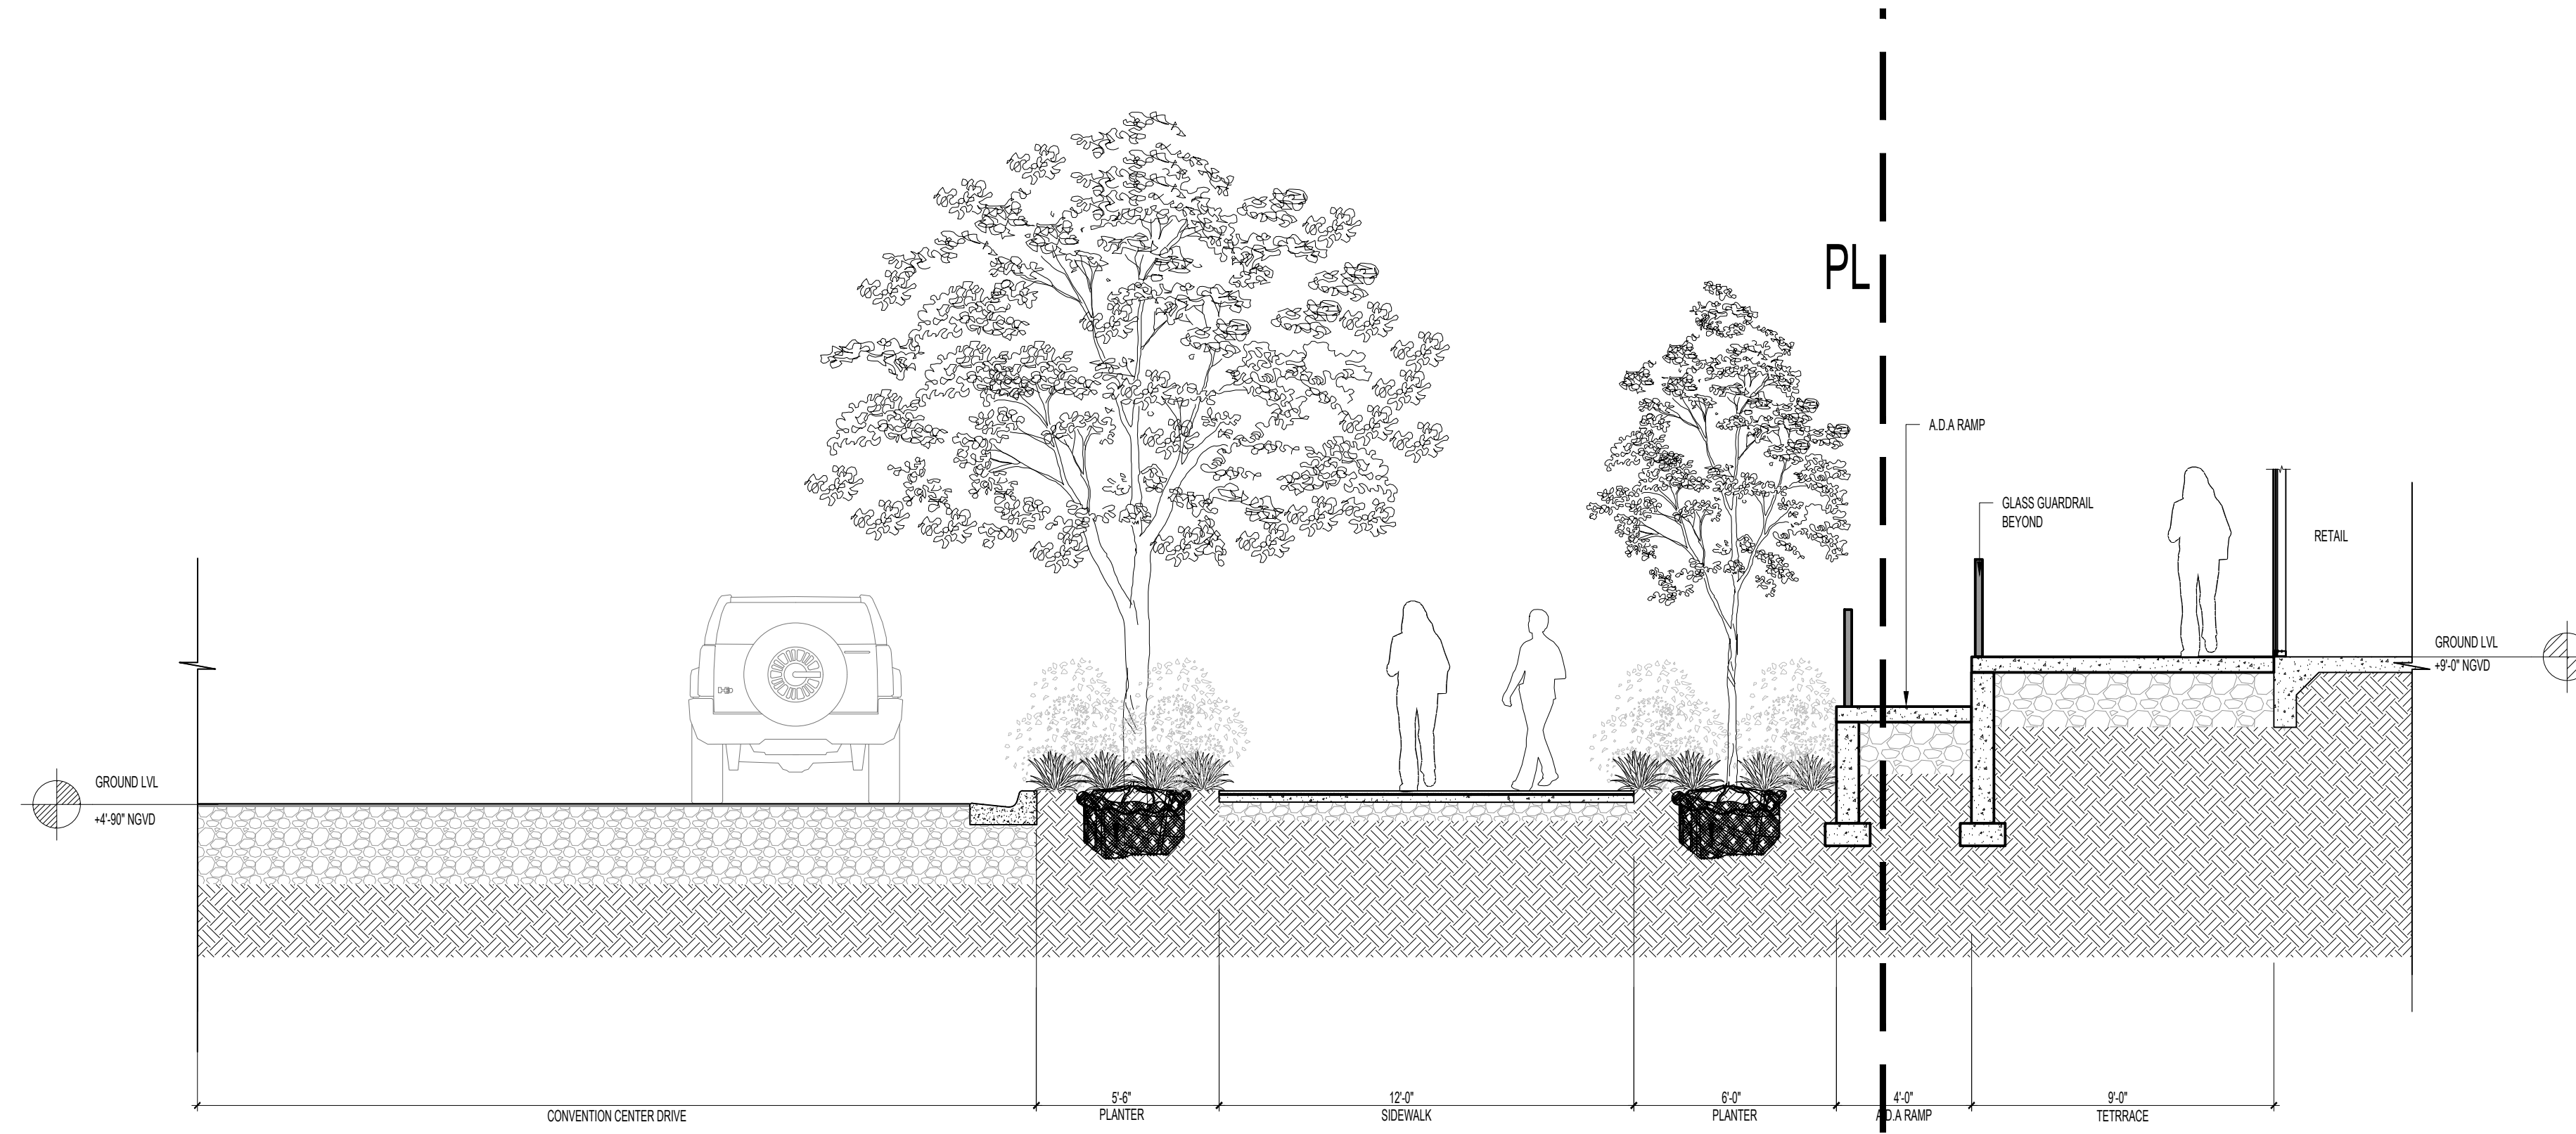 PL
A.D.A RAMP
GLASS GUARDRAIL
BEYOND
RETAIL
GROUND LVL
+9'-0" NGVD
GROUND LVL
+4'-90" NGVD
CONVENTION CENTER DRIVE
5'-6"
PLANTER
12'-0"
SIDEWALK
6'-0"
PLANTER
4'-0"
A.D.A RAMP
9'-0"
TETRRACE